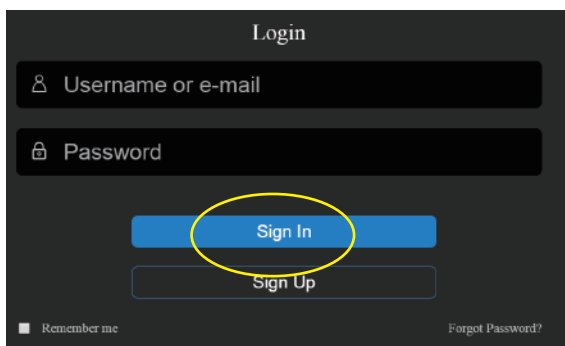 Login
Username or e-mail
Password
Sign In
Sign Up
Remember me
Forgot Password?